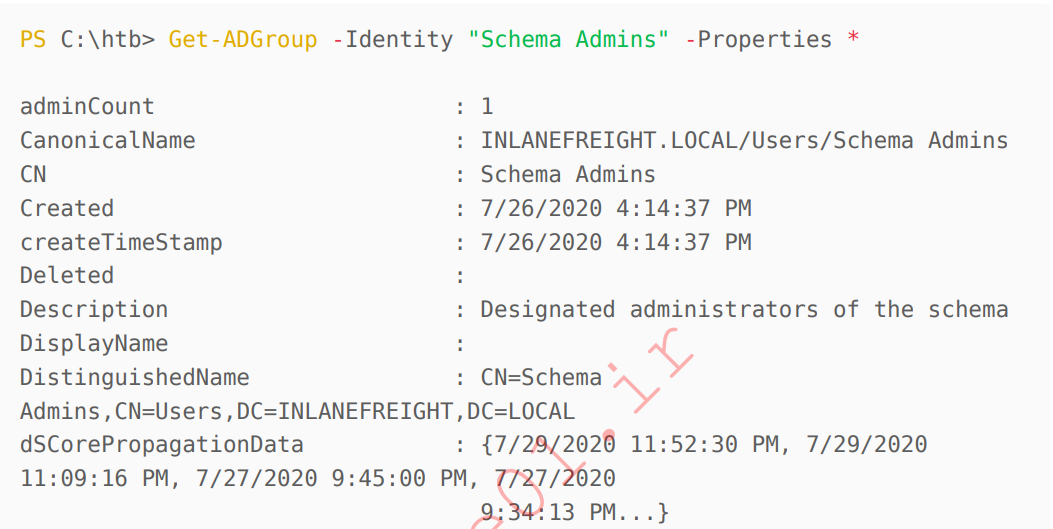 PS C:\htb> Get-ADGroup -Identity "Schema Admins" -Properties *
adminCount : 1
CanonicalName : INLANEFREIGHT.LOCAL/Users/Schema Admins
CN : Schema Admins
Created : 7/26/2020 4:14:37 PM
createTimeStamp : 7/26/2020 4:14:37 PM
Deleted :
Description : Designated administrators of the schema
DisplayName :
DistinguishedName : CN=Schema
Admins,CN=Users,DC=INLANEFREIGHT,DC=LOCAL
dSCorePropagationData : {7/29/2020 11:52:30 PM, 7/29/2020
11:09:16 PM, 7/27/2020 9:45:00 PM, 7/27/2020
9:34:13 PM...}